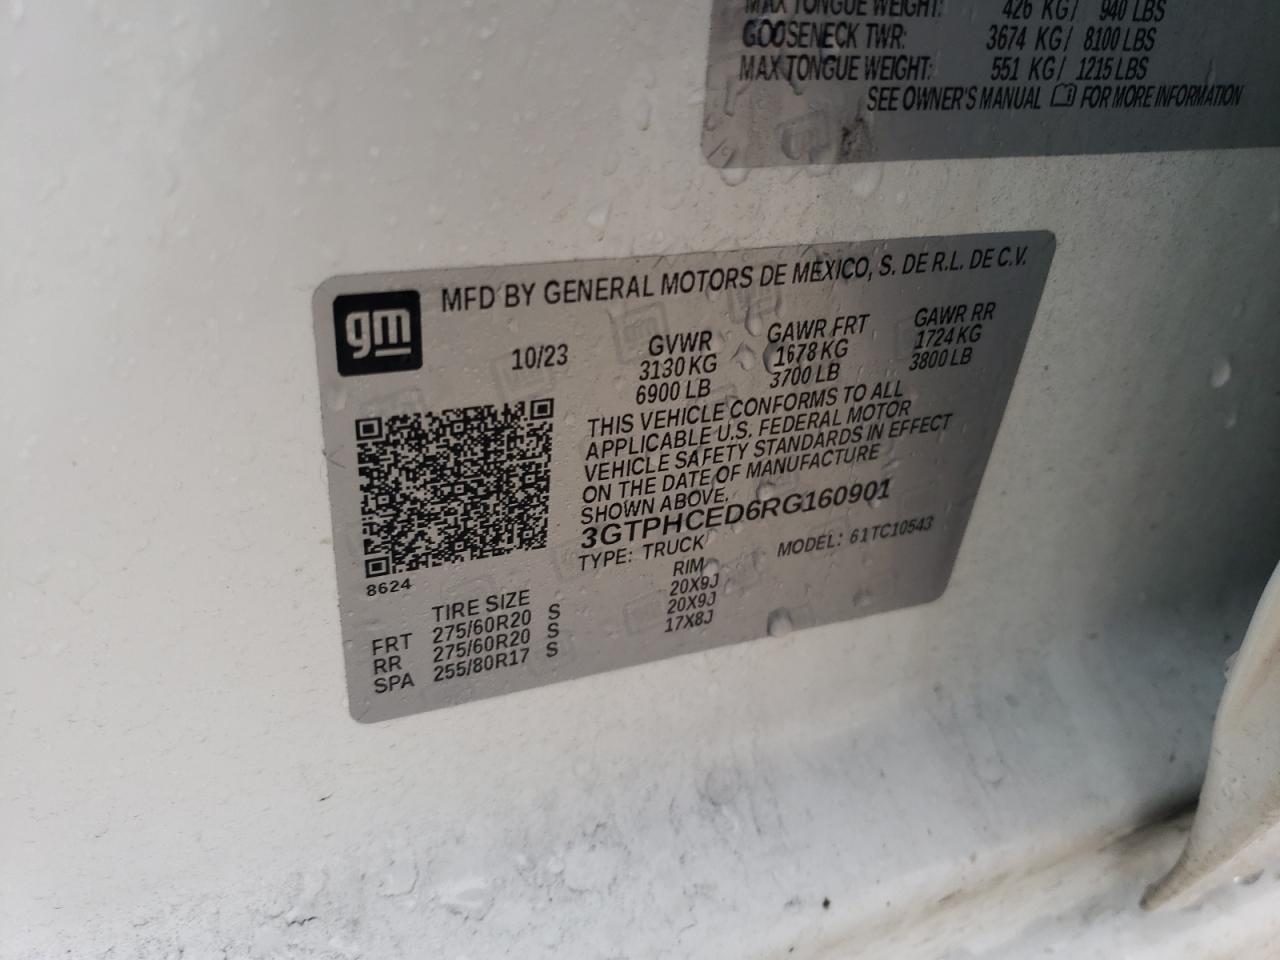 MAX TONGUE WEIGHT: 426 KG/ 940 LBS
GOOSENECK TWR: 3674 KG/ 8100 LBS
MAX TONGUE WEIGHT: 551 KG/ 1215 LBS
SEE OWNER'S MANUAL FOR MORE INFORMATION
gm
MFD BY GENERAL MOTORS DE MEXICO, S. DE R.L. DE C.V.
10/23 GVWR GAWR FRT GAWR RR
3130 KG 1678 KG 1724 KG
6900 LB 3700 LB 3800 LB
THIS VEHICLE CONFORMS TO ALL
APPLICABLE U.S. FEDERAL MOTOR
VEHICLE SAFETY STANDARDS IN EFFECT
ON THE DATE OF MANUFACTURE
SHOWN ABOVE.
3GTPHCED6RG160901
TYPE: TRUCK MODEL: 61TC10543
8624
TIRE SIZE RIM
FRT 275/60R20 S 20X9J
RR 275/60R20 S 20X9J
SPA 255/80R17 S 17X8J